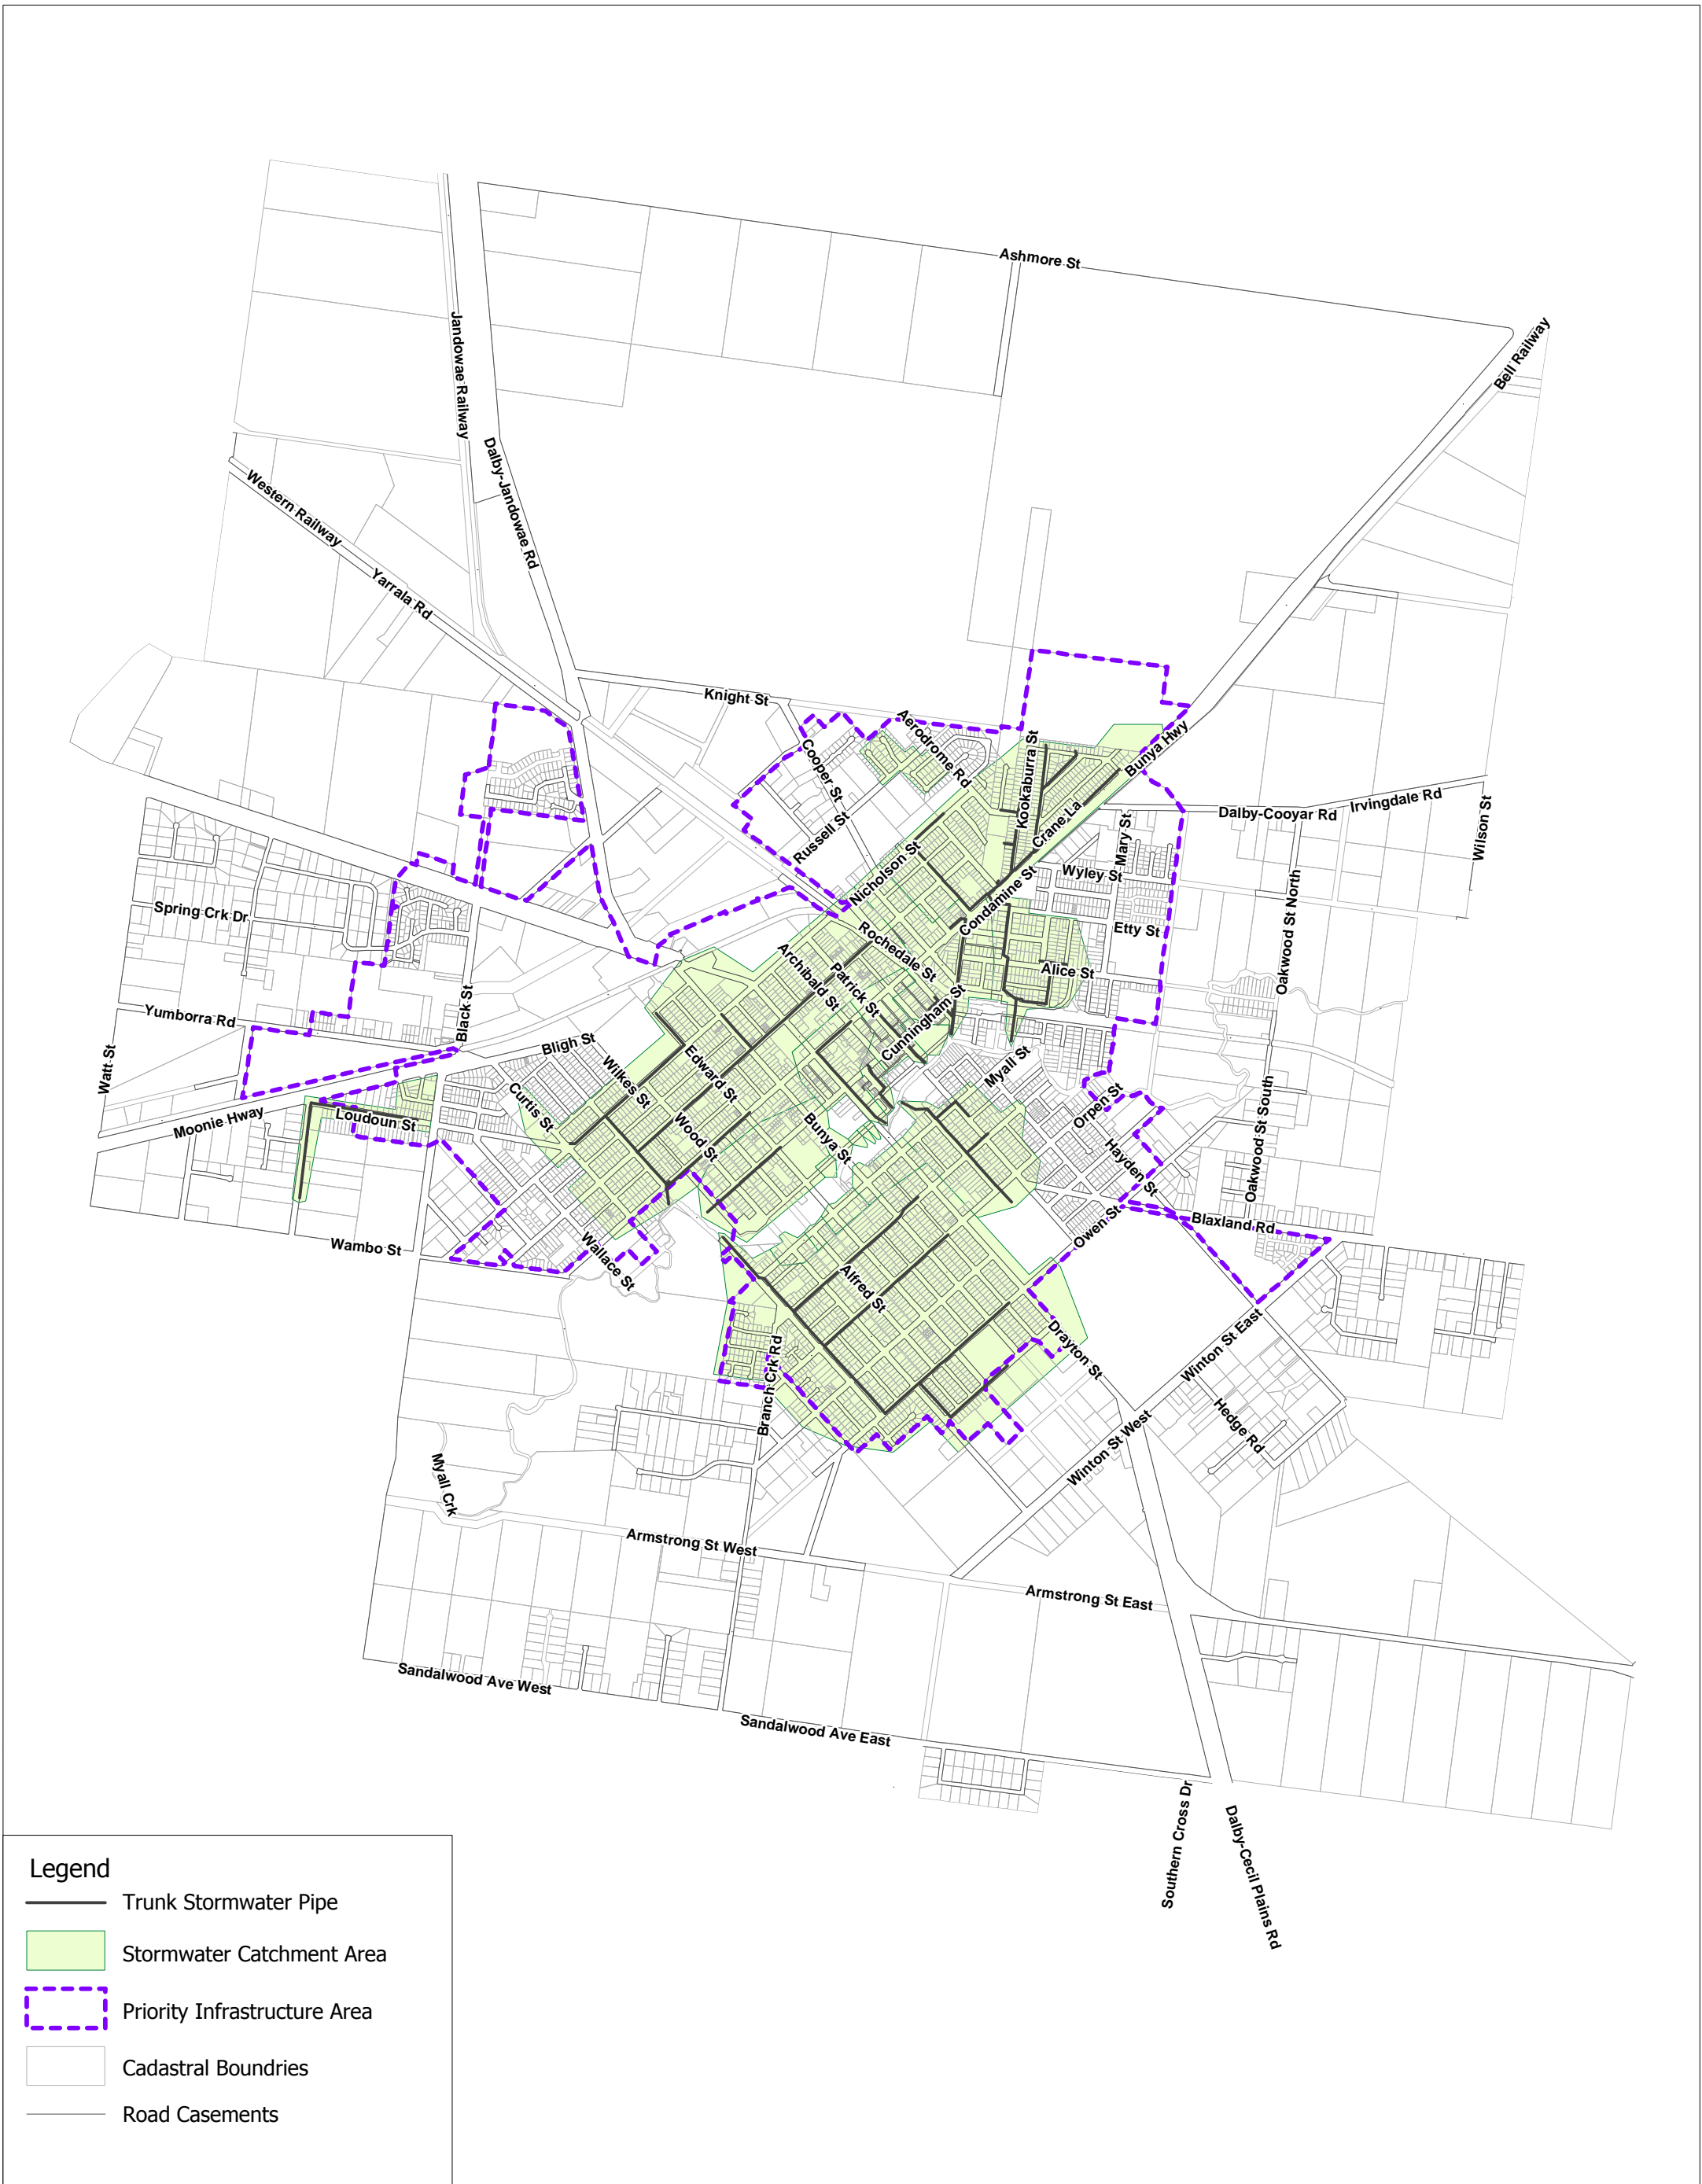 Ashmore St
Bell Railway
Jandowae Railway
Dalby-Jandowae Rd
Western Railway
Yarrala Rd
Knight St
Aerodrome Rd
Kookaburra St
Bunya Hwy
Cooper St
Crane La
Dalby-Cooyar Rd
Irvingdale Rd
Wilson St
Russell St
Mary St
Nicholson St
Wyley St
Condamine St
Spring Crk Dr
Etty St
Oakwood St North
Rochedale St
Archibald St
Patrick St
Alice St
Yumborra Rd
Black St
Cunningham St
Bligh St
Watt St
Wilkes St
Edward St
Myall St
Moonie Hway
Loudoun St
Curtis St
Wood St
Bunya St
Orpen St
Hayden St
Oakwood St South
Wambo St
Wallace St
Owen St
Blaxland Rd
Alfred St
Branch Crk Rd
Drayton St
Winton St East
Hedge Rd
Winton St West
Myall Crk
Armstrong St West
Armstrong St East
Sandalwood Ave West
Sandalwood Ave East
Southern Cross Dr
Dalby-Cecil Plains Rd
Legend
Trunk Stormwater Pipe
Stormwater Catchment Area
Priority Infrastructure Area
Cadastral Boundries
Road Casements